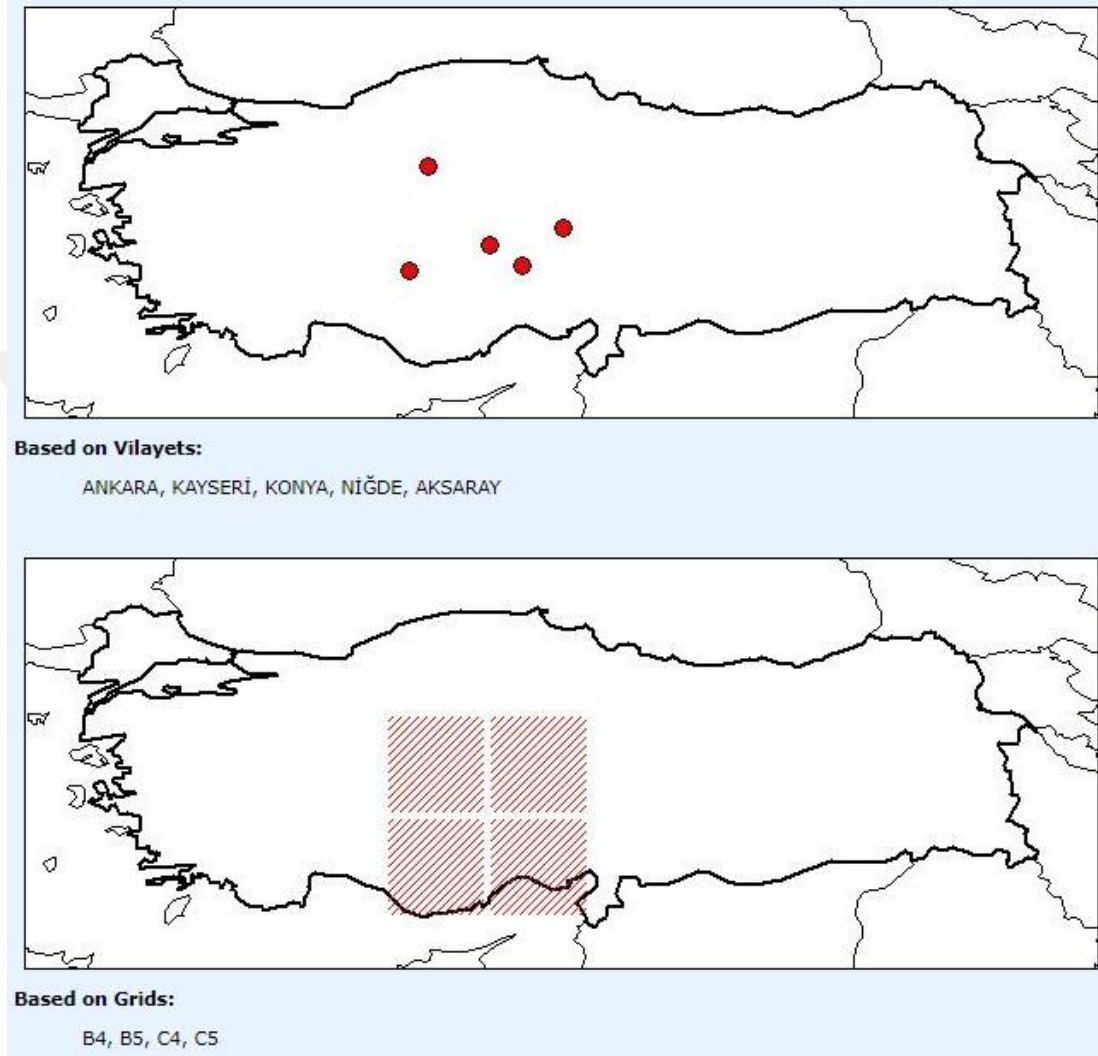 Based on Vilayets:
ANKARA, KAYSERİ, KONYA, NİĞDE, AKSARAY
Based on Grids:
B4, B5, C4, C5